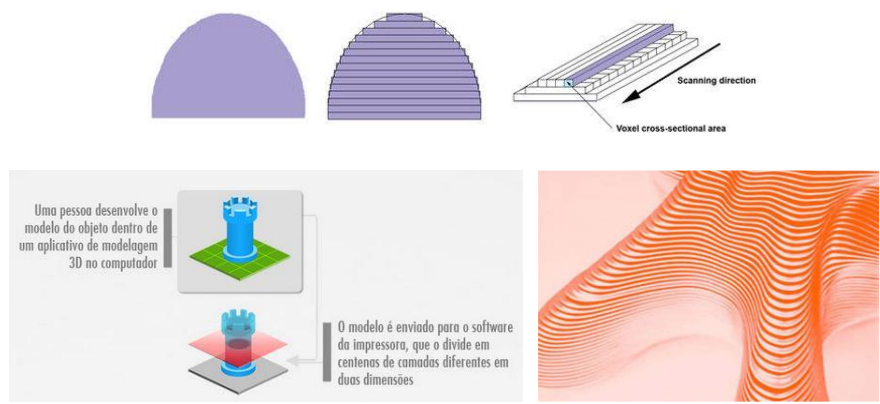 Scanning direction
Voxel cross-sectional area
Uma pessoa desenvolve o
modelo do objeto dentro de
um aplicativo de modelagem
3D no computador
O modelo é enviado para o software
da impressora, que o divide em
centenas de camadas diferentes em
duas dimensões